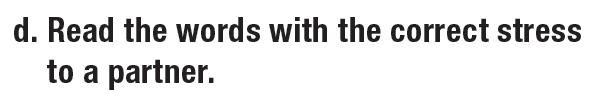 d. Read the words with the correct stress
to a partner.